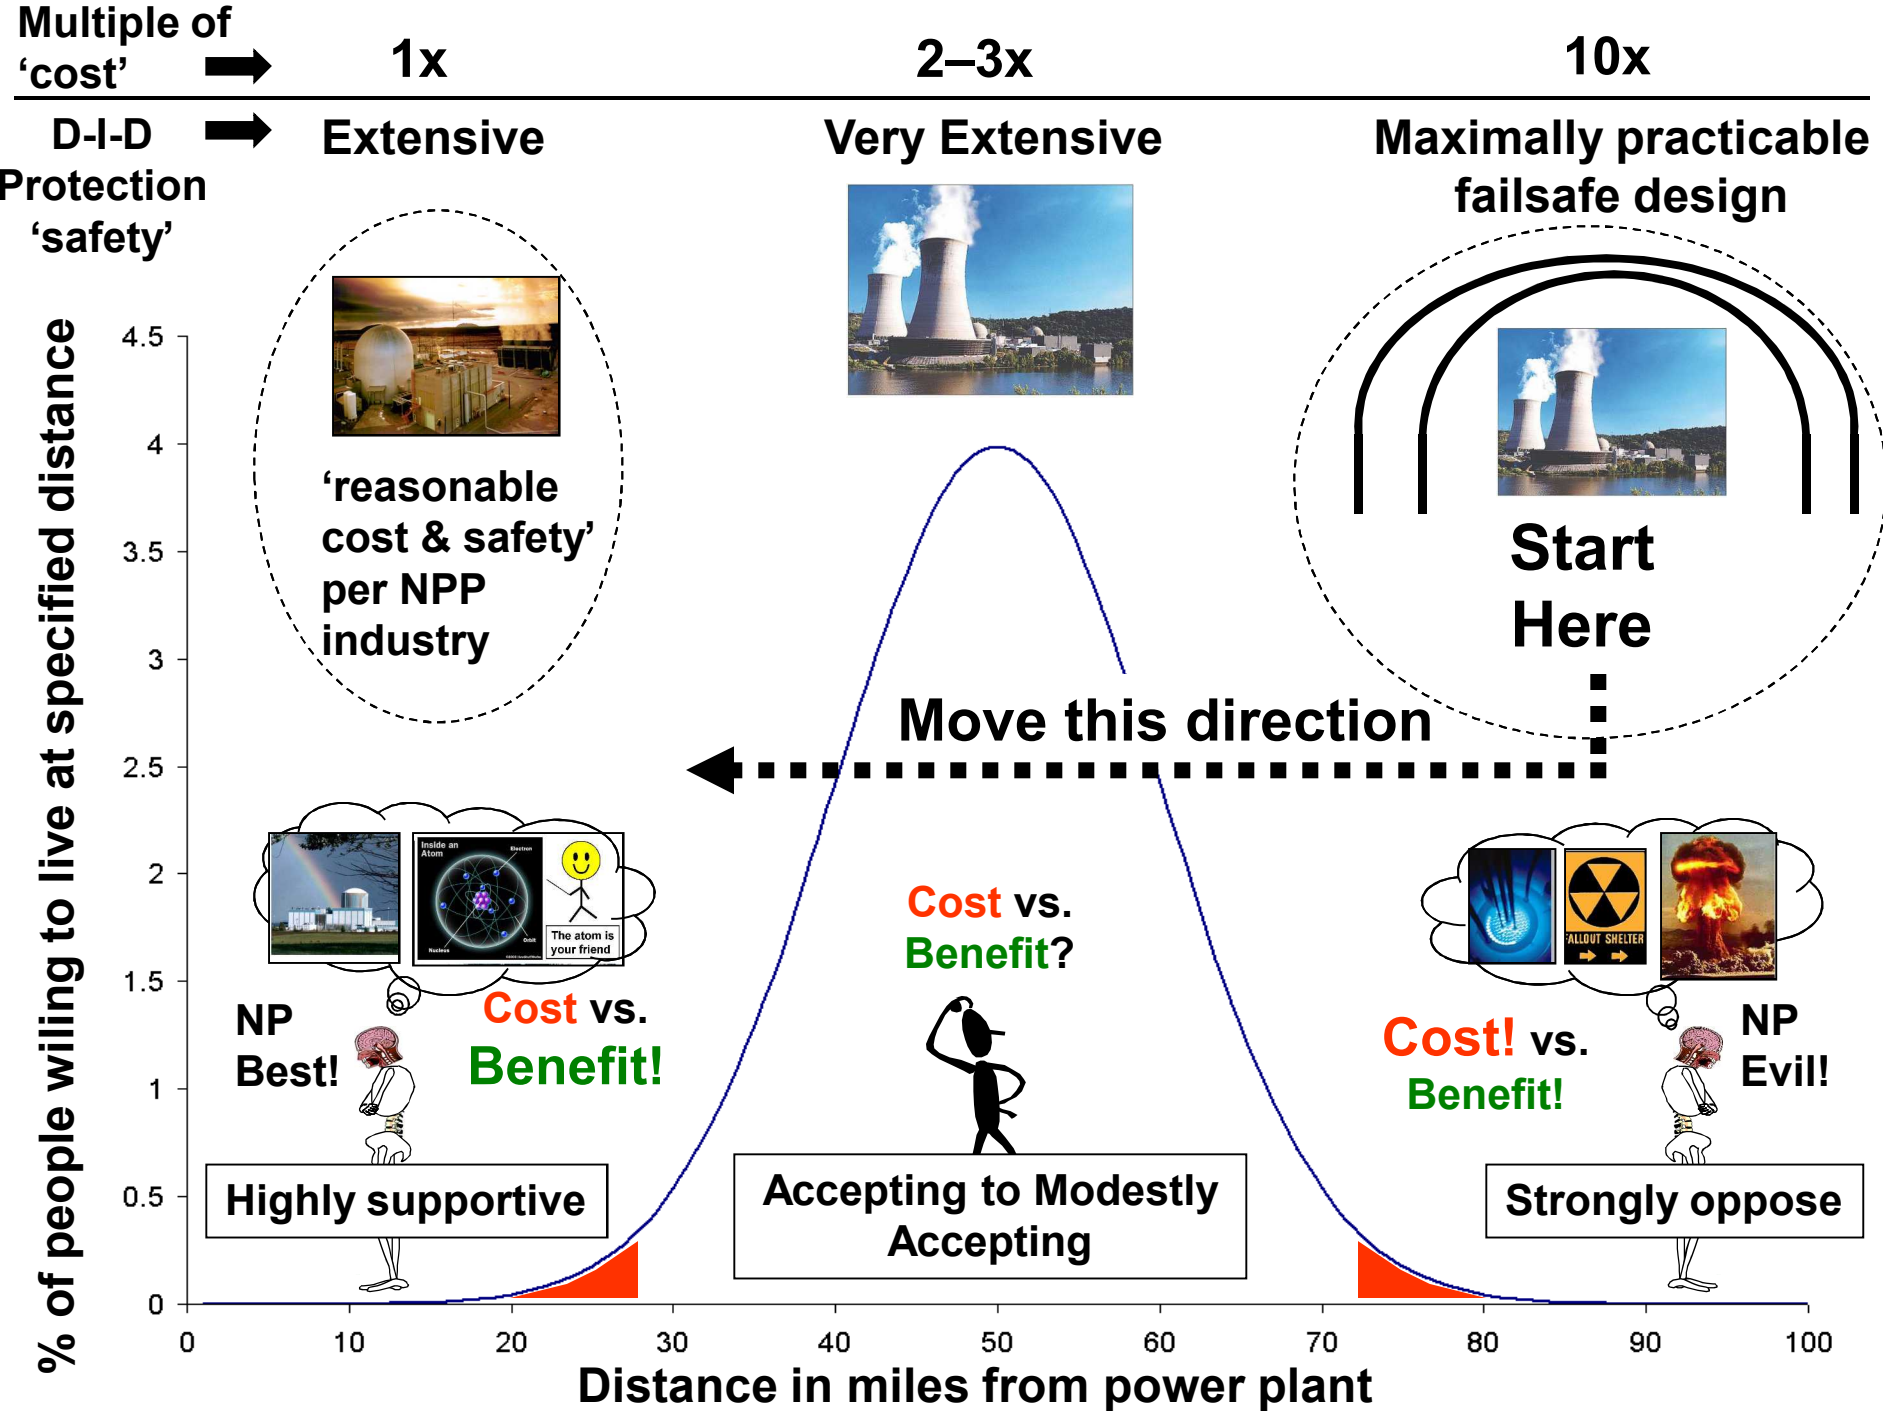 Multiple of
‘cost’
1x
2–3x
10x
D-I-D
Protection
‘safety’
Extensive
Very Extensive
Maximally practicable
failsafe design
‘reasonable
cost & safety’
per NPP
industry
Start
Here
Move this direction
% of people willing to live at specified distance
4.5
4
3.5
3
2.5
2
1.5
1
0.5
0
Inside an
Atom
Electron
Nucleus
Orbit
The atom is
your friend
NP
Best!
Cost vs.
Benefit!
Highly supportive
Cost vs.
Benefit?
Accepting to Modestly
Accepting
FALLOUT SHELTER
Cost! vs.
Benefit!
NP
Evil!
Strongly oppose
0 10 20 30 40 50 60 70 80 90 100
Distance in miles from power plant